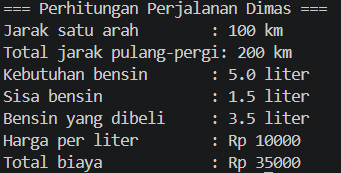 === Perhitungan Perjalanan Dimas ===
Jarak satu arah         : 100 km
Total jarak pulang-pergi: 200 km
Kebutuhan bensin        : 5.0 liter
Sisa bensin             : 1.5 liter
Bensin yang dibeli      : 3.5 liter
Harga per liter         : Rp 10000
Total biaya             : Rp 35000